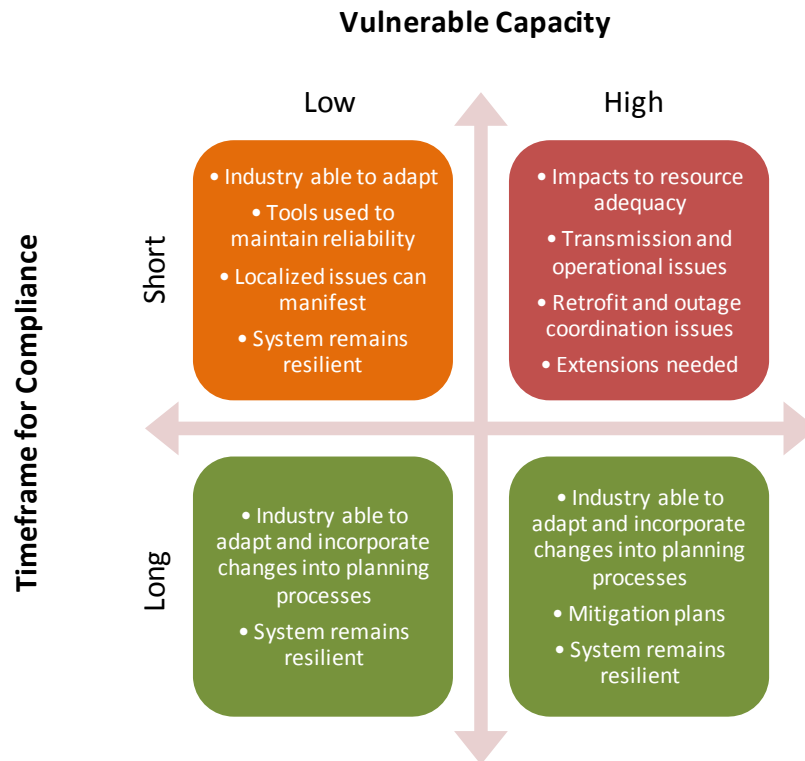 Vulnerable Capacity
Low
High
Timeframe for Compliance
Short
• Industry able to adapt
• Tools used to
maintain reliability
• Localized issues can
manifest
• System remains
resilient
• Impacts to resource
adequacy
• Transmission and
operational issues
• Retrofit and outage
coordination issues
• Extensions needed
Long
• Industry able to
adapt and incorporate
changes into planning
processes
• System remains
resilient
• Industry able to
adapt and incorporate
changes into planning
processes
• Mitigation plans
• System remains
resilient